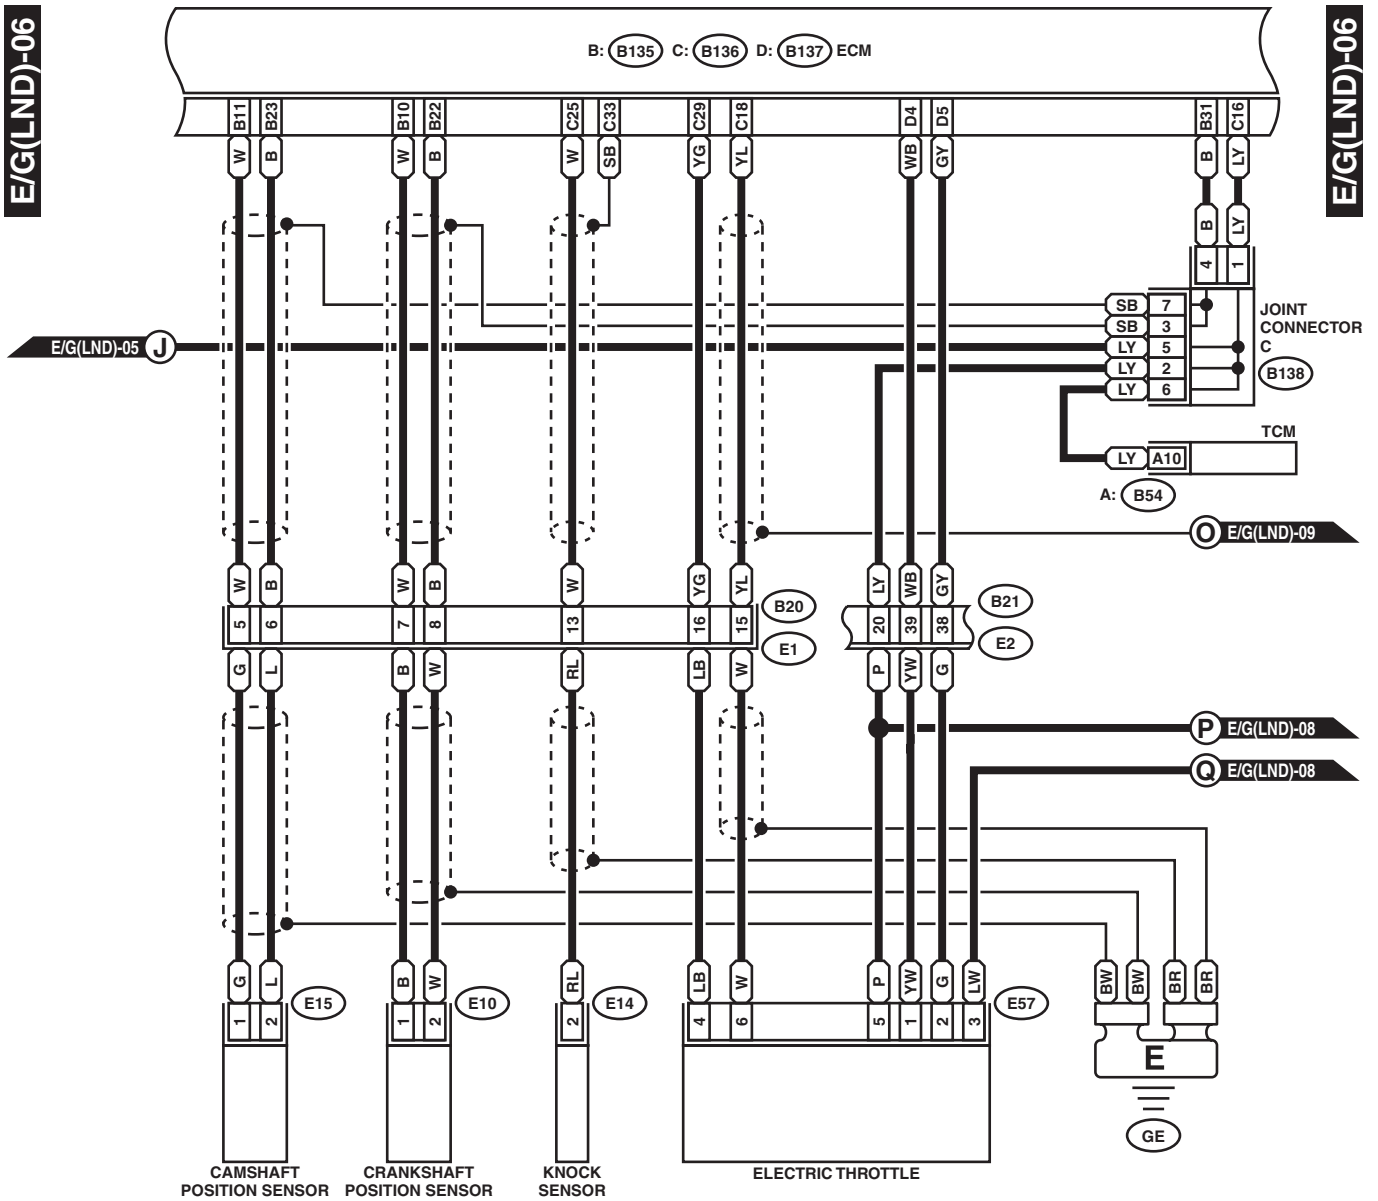 E/G(LND)-06
E/G(LND)-06
B: B135 C: B136 D: B137 ECM
B11 B23 B10 B22 C25 C33 C29 C18 D4 D5 B31 C16
W B W B W SB YG YL WB GY B LY
B LY
4 1
SB 7
SB 3
LY 5
LY 2
LY 6
JOINT
CONNECTOR
C
B138
E/G(LND)-05 J
TCM
LY A10
A: B54
O E/G(LND)-09
W B W B W YG YL LY WB GY
B20
B21
5 6 7 8 13 16 15 20 39 38
E1
E2
G L B W RL LB W P YW G
P E/G(LND)-08
Q E/G(LND)-08
G L B W RL LB W P YW G LW BW BW BR BR
E15
E10
E14
E57
1 2 1 2 2 4 6 5 1 2 3
E
GE
CAMSHAFT
POSITION SENSOR
CRANKSHAFT
POSITION SENSOR
KNOCK
SENSOR
ELECTRIC THROTTLE